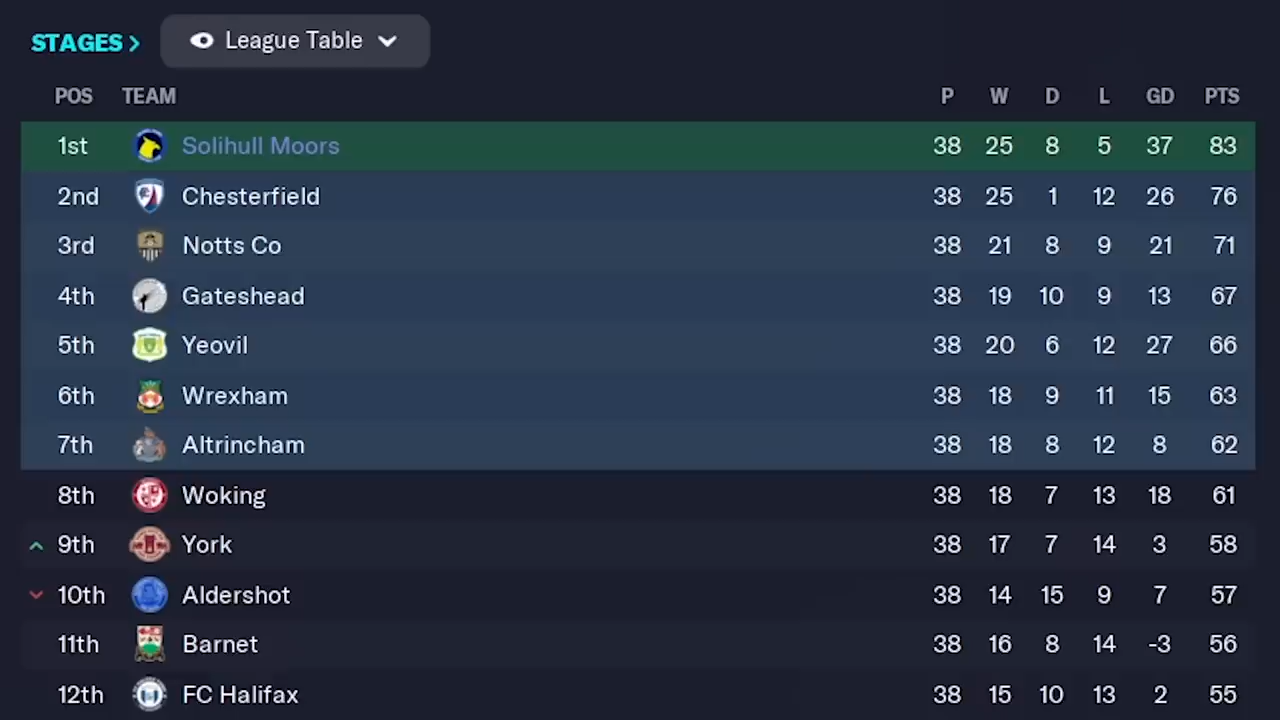 STAGES > League Table
POS TEAM P W D L GD PTS
1st Solihull Moors 38 25 8 5 37 83
2nd Chesterfield 38 25 1 12 26 76
3rd Notts Co 38 21 8 9 21 71
4th Gateshead 38 19 10 9 13 67
5th Yeovil 38 20 6 12 27 66
6th Wrexham 38 18 9 11 15 63
7th Altrincham 38 18 8 12 8 62
8th Woking 38 18 7 13 18 61
9th York 38 17 7 14 3 58
10th Aldershot 38 14 15 9 7 57
11th Barnet 38 16 8 14 -3 56
12th FC Halifax 38 15 10 13 2 55